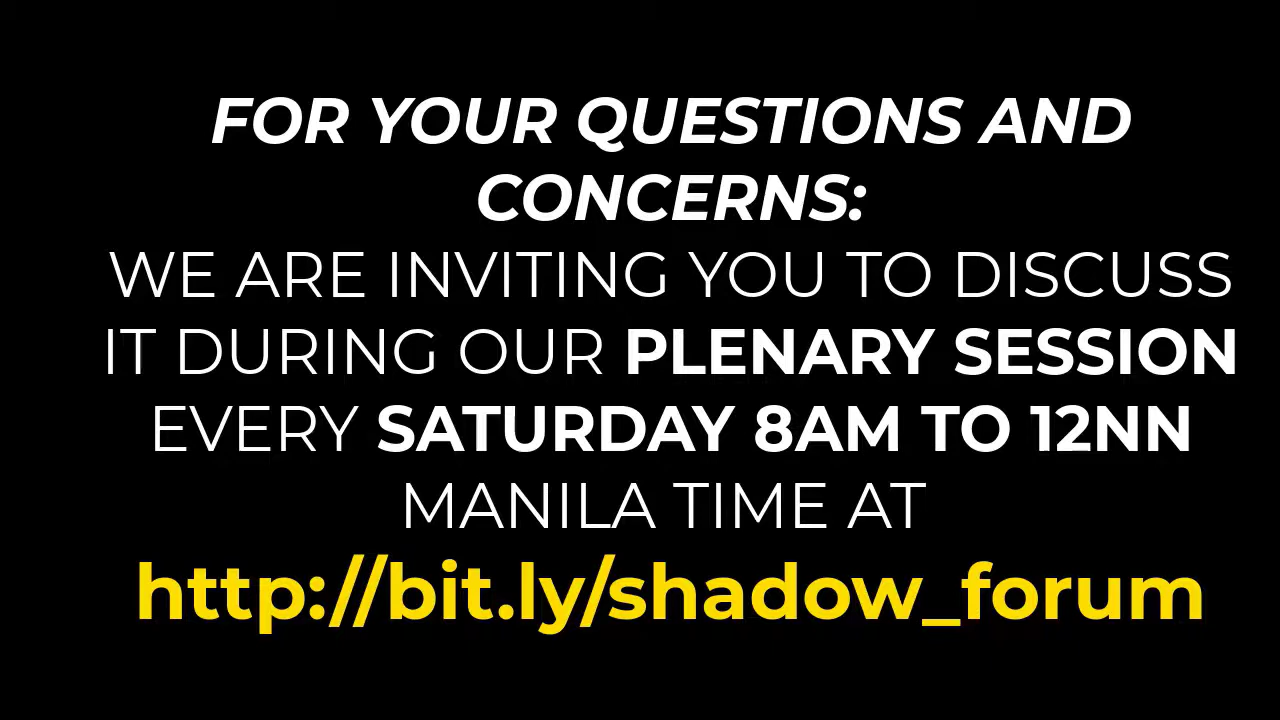 FOR YOUR QUESTIONS AND
CONCERNS:
WE ARE INVITING YOU TO DISCUSS
IT DURING OUR PLENARY SESSION
EVERY SATURDAY 8AM TO 12NN
MANILA TIME AT
http://bit.ly/shadow_forum